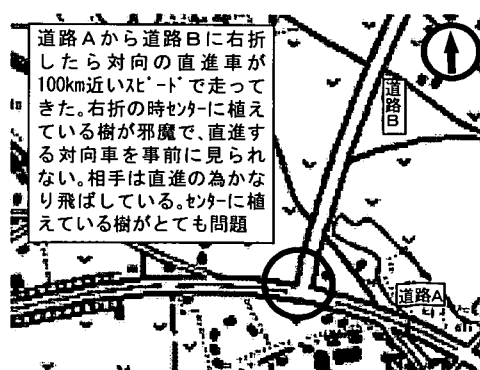 道路Aから道路Bに右折
したら対向の直進車が
100km近いスピードで走って
きた。右折の時センターに植え
ている樹が邪魔で、直進す
る対向車を事前に見られ
ない。相手は直進の為かな
り飛ばしている。センターに植
えている樹がとても問題
道路B
道路A